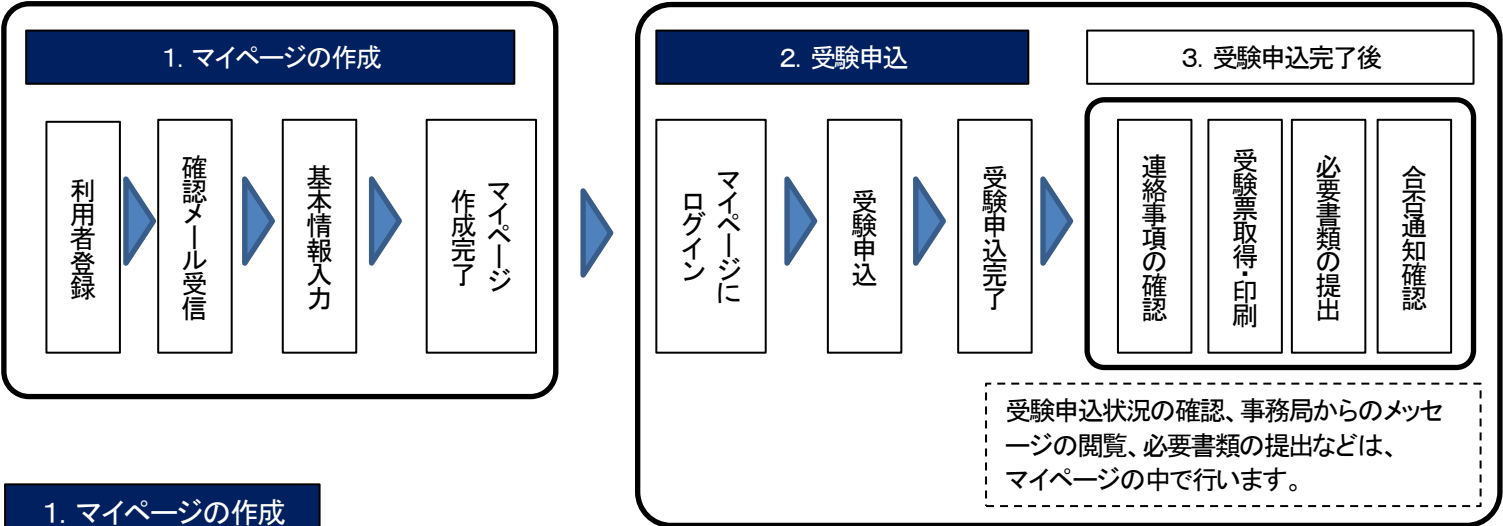 1．マイページの作成
利用者登録
確認メール受信
基本情報入力
マイページ
作成完了
2．受験申込
マイページに
ログイン
受験申込
受験申込完了
3．受験申込完了後
連絡事項の確認
受験票取得・印刷
必要書類の提出
合否通知確認
受験申込状況の確認、事務局からのメッセ
ージの閲覧、必要書類の提出などは、
マイページの中で行います。
1．マイページの作成